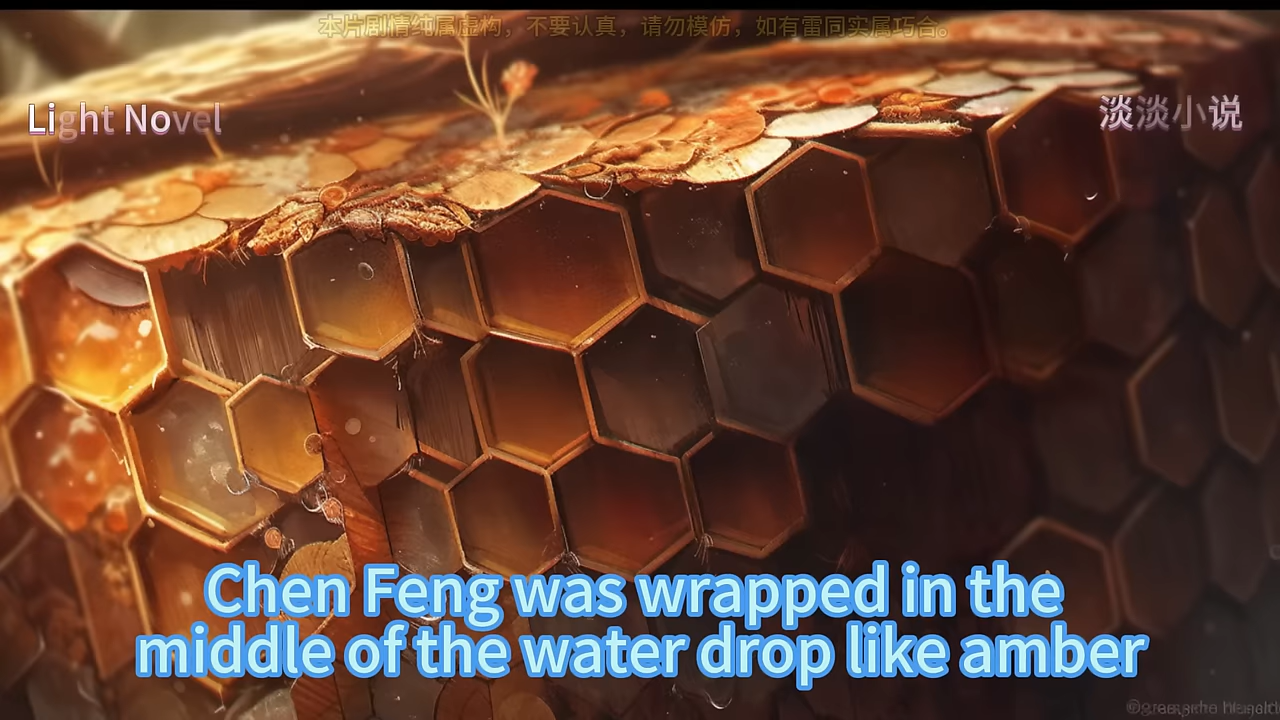 本片剧情纯属虚构，不要认真，请勿模仿，如有雷同实属巧合。
Light Novel
淡淡小说
Chen Feng was wrapped in the
middle of the water drop like amber